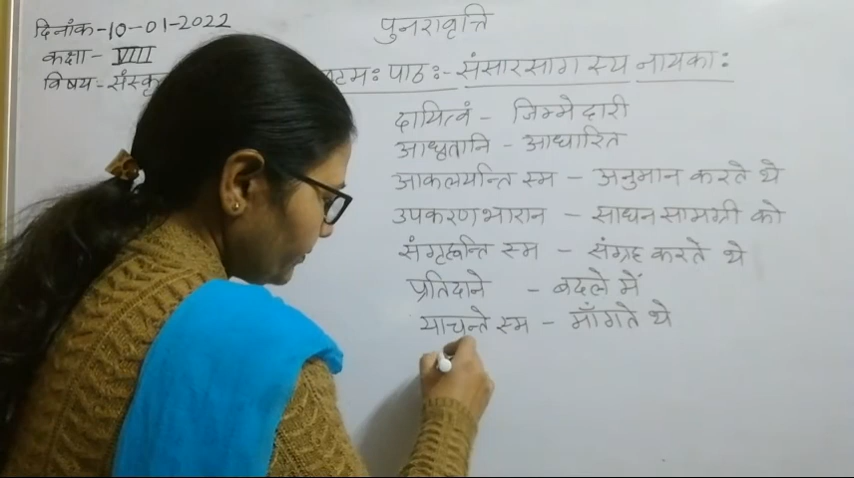 दिनांक-10-01-2022
कक्षा- VIII
विषय-
पुनरावृत्ति
पाठः- संसारसागरस्य नायकाः
दायित्वं - जिम्मेदारी
आधृतानि - आधारित
आकलयन्ति स्म - अनुमान करते थे
उपकरणभारान - साधन सामग्री को
संगृह्णन्ति स्म - संग्रह करते थे
प्रतिदाने - बदले में
याचन्ते स्म - माँगते थे